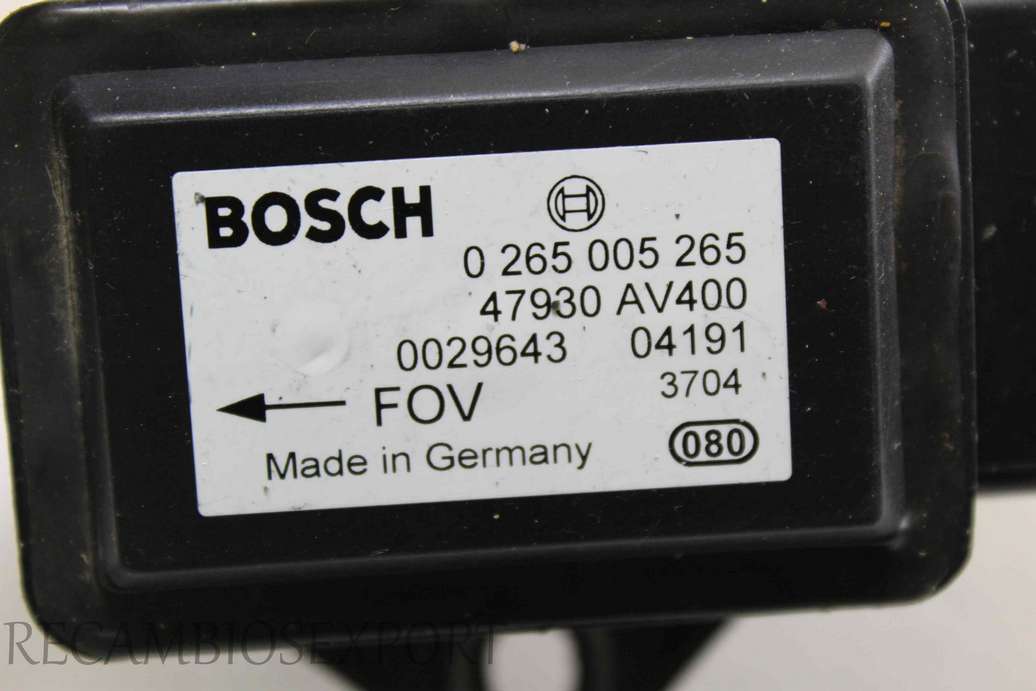 BOSCH
0 265 005 265
47930 AV400
0029643 04191
3704
FOV
Made in Germany
080
RECAMBIOSEXPORT